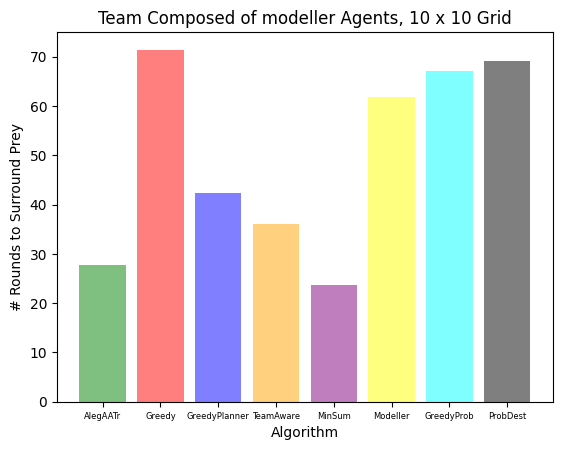 Team Composed of modeller Agents, 10 x 10 Grid
# Rounds to Surround Prey
70
60
50
40
30
20
10
0
AlegAATr Greedy GreedyPlanner TeamAware MinSum Modeller GreedyProb ProbDest
Algorithm